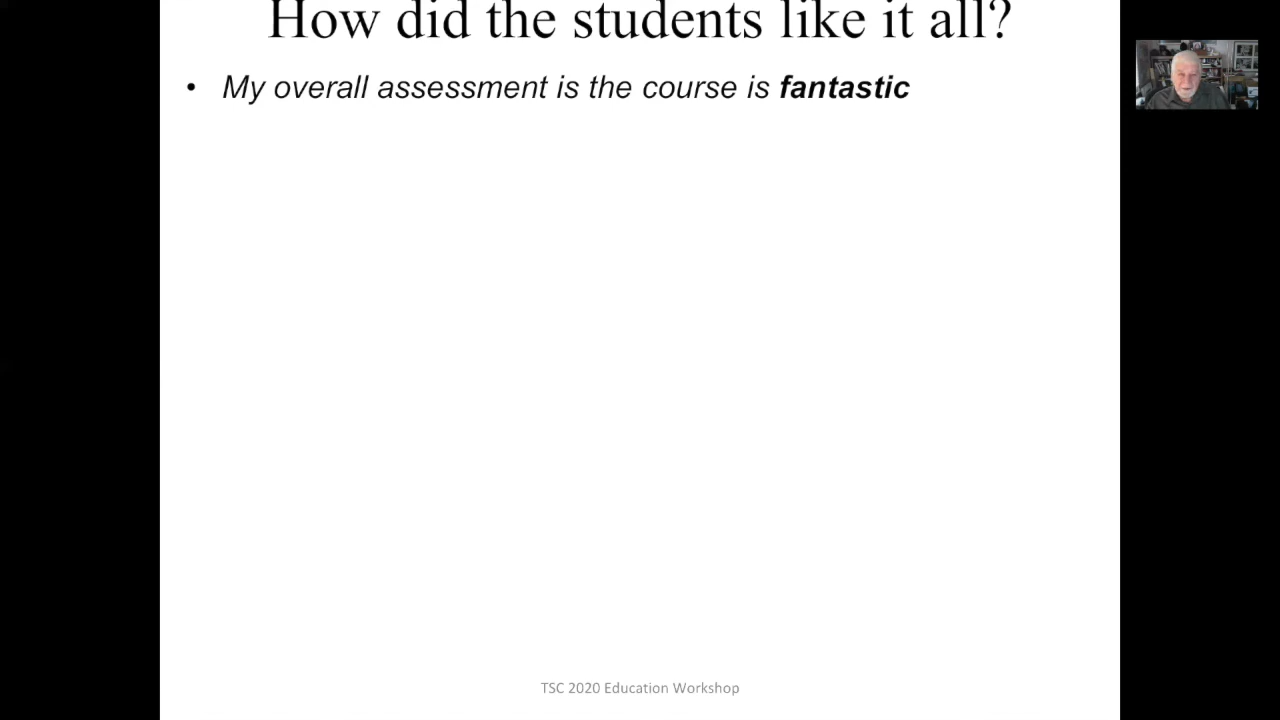 How did the students like it all?
• My overall assessment is the course is fantastic
TSC 2020 Education Workshop